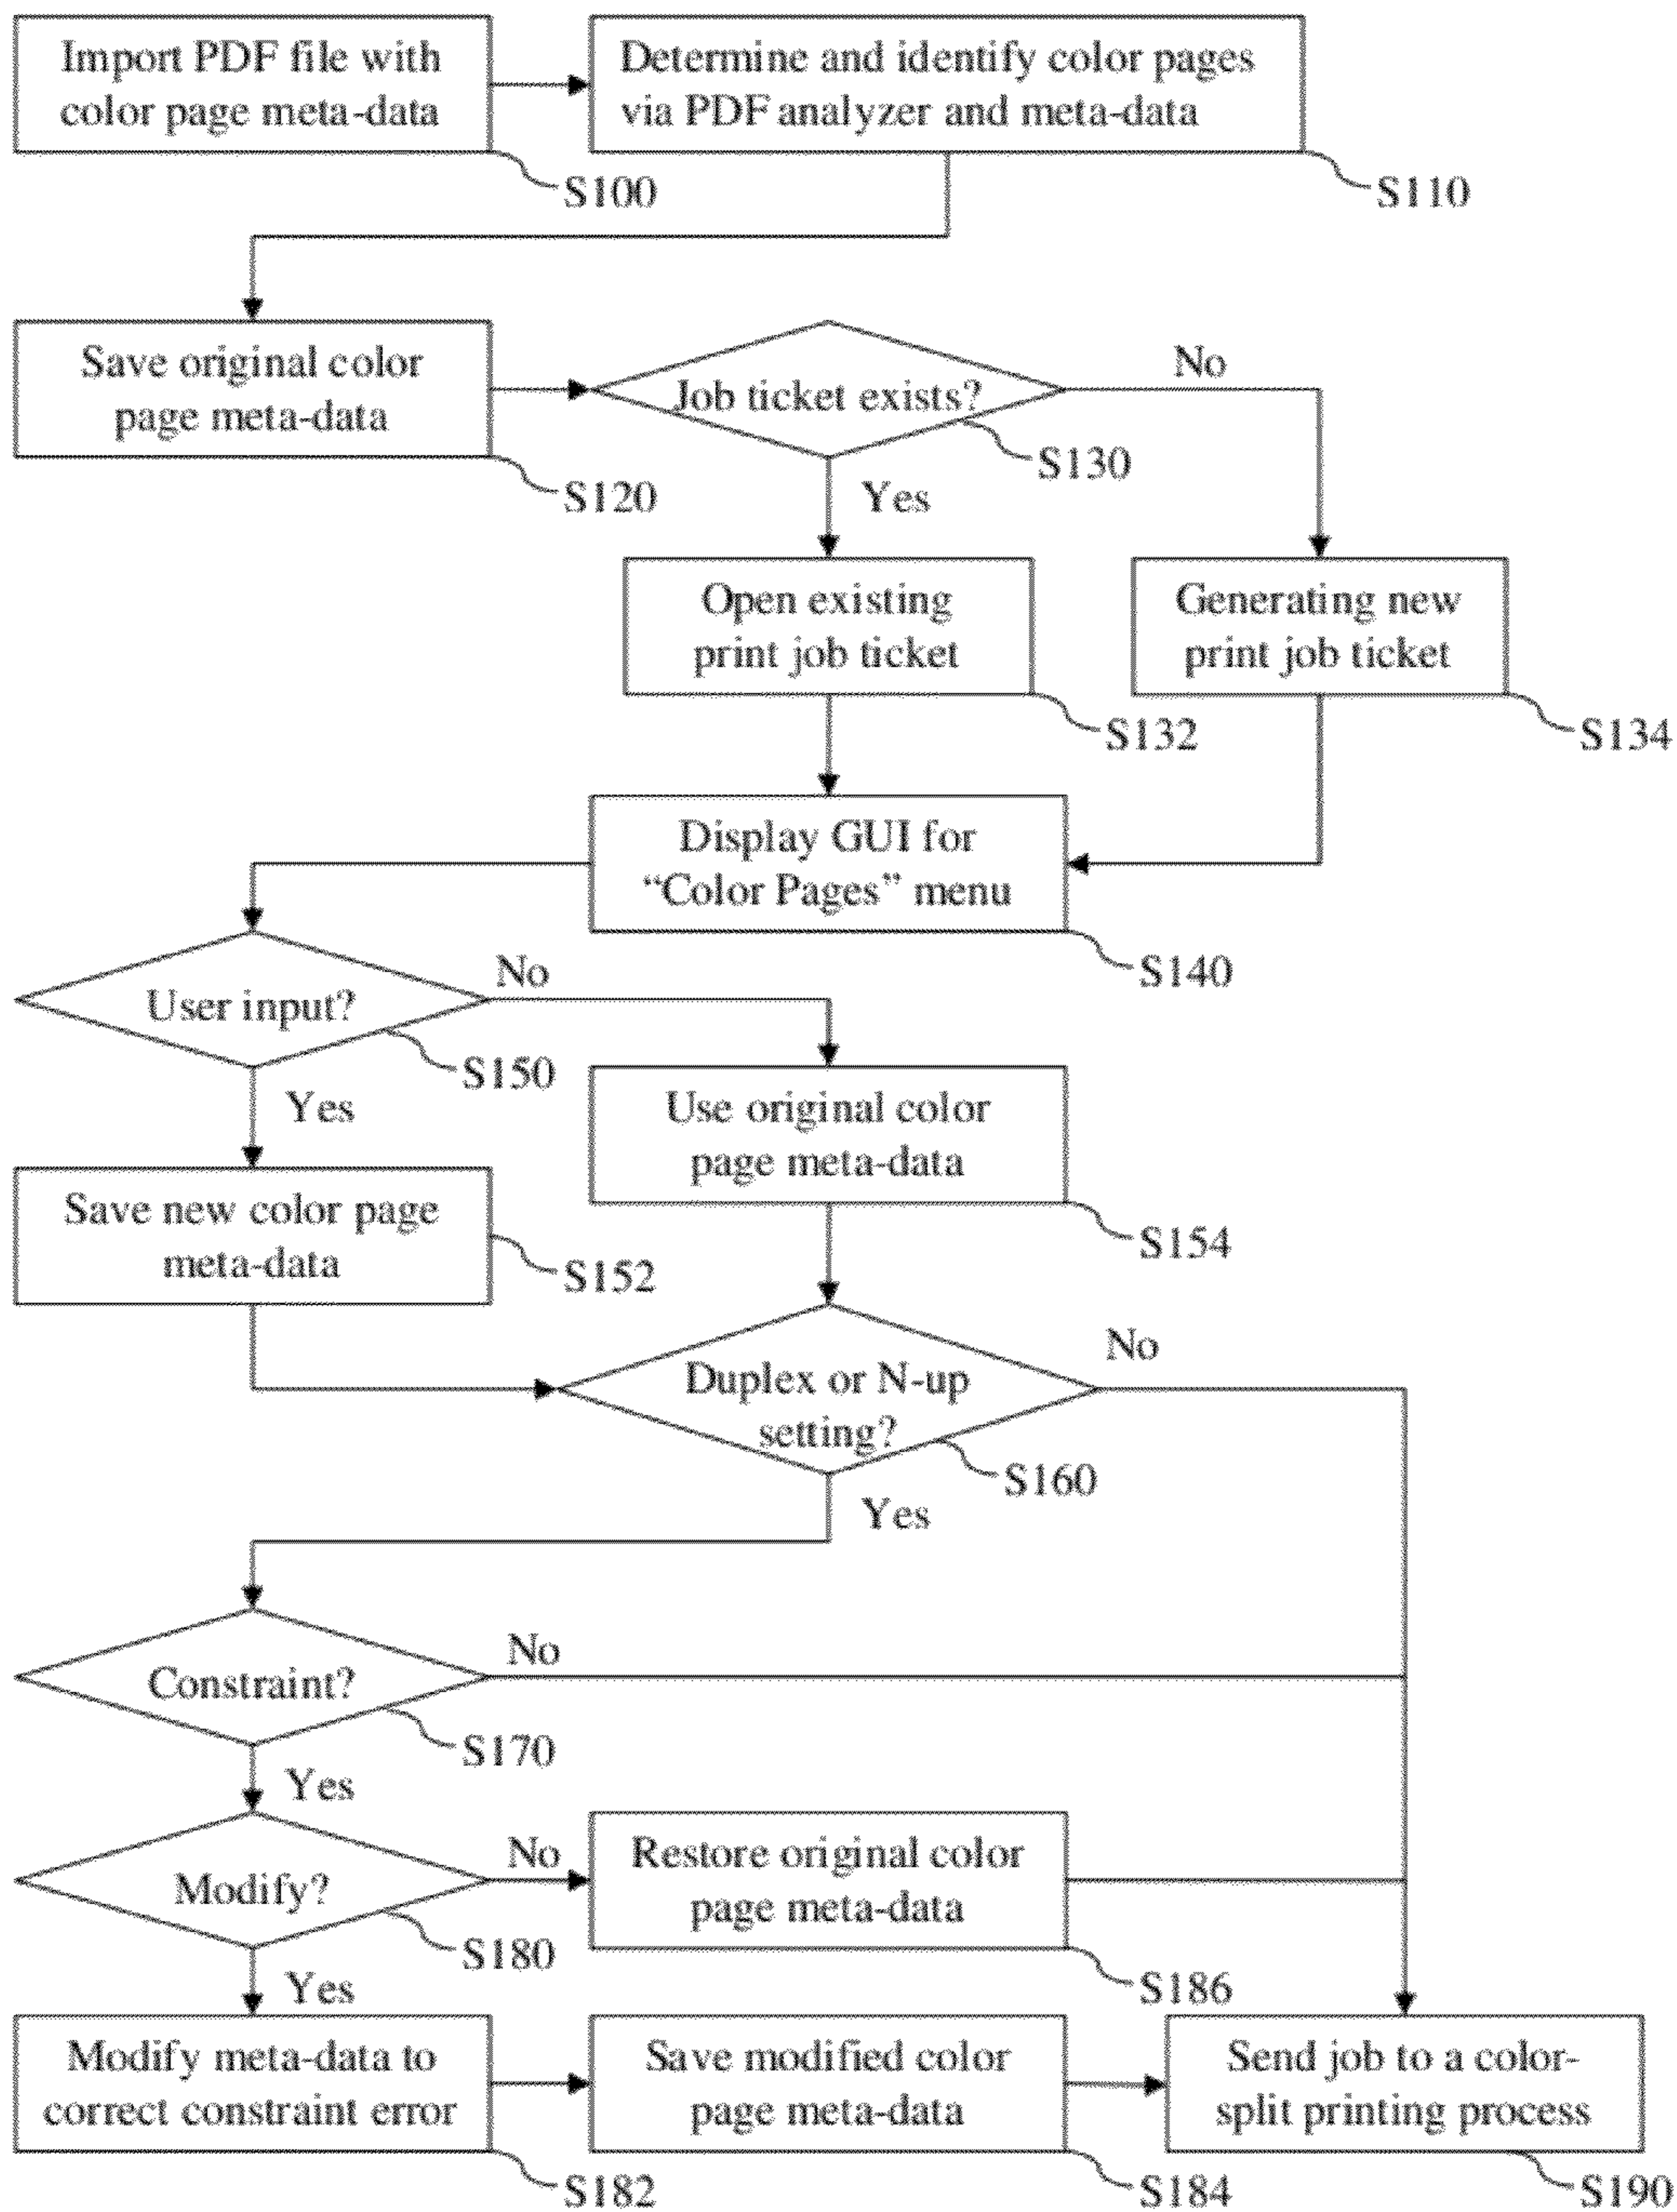 Import PDF file with
color page meta-data
S100
Determine and identify color pages
via PDF analyzer and meta-data
S110
Save original color
page meta-data
S120
Job ticket exists?
S130
No
Yes
Open existing
print job ticket
S132
Generating new
print job ticket
S134
Display GUI for
“Color Pages” menu
S140
User input?
S150
No
Yes
Use original color
page meta-data
S154
Save new color page
meta-data
S152
Duplex or N-up
setting?
S160
No
Yes
Constraint?
S170
No
Yes
Modify?
S180
No
Restore original color
page meta-data
S186
Yes
Modify meta-data to
correct constraint error
S182
Save modified color
page meta-data
S184
Send job to a color-
split printing process
S190